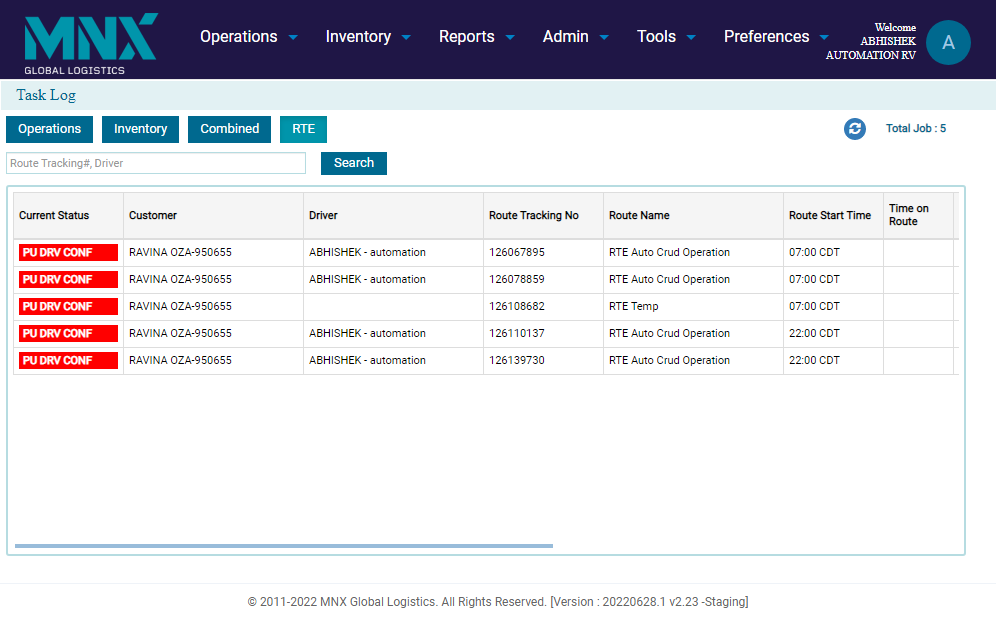 MNX
GLOBAL LOGISTICS
Operations Inventory Reports Admin Tools Preferences
Welcome
ABHISHEK
AUTOMATION RV
A
Task Log
Operations Inventory Combined RTE
Total Job : 5
Route Tracking#, Driver Search
Current Status Customer Driver Route Tracking No Route Name Route Start Time Time on
Route
PU DRV CONF RAVINA OZA-950655 ABHISHEK - automation 126067895 RTE Auto Crud Operation 07:00 CDT
PU DRV CONF RAVINA OZA-950655 ABHISHEK - automation 126078859 RTE Auto Crud Operation 07:00 CDT
PU DRV CONF RAVINA OZA-950655 126108682 RTE Temp 07:00 CDT
PU DRV CONF RAVINA OZA-950655 ABHISHEK - automation 126110137 RTE Auto Crud Operation 22:00 CDT
PU DRV CONF RAVINA OZA-950655 ABHISHEK - automation 126139730 RTE Auto Crud Operation 22:00 CDT
© 2011-2022 MNX Global Logistics. All Rights Reserved. [Version : 20220628.1 v2.23 -Staging]